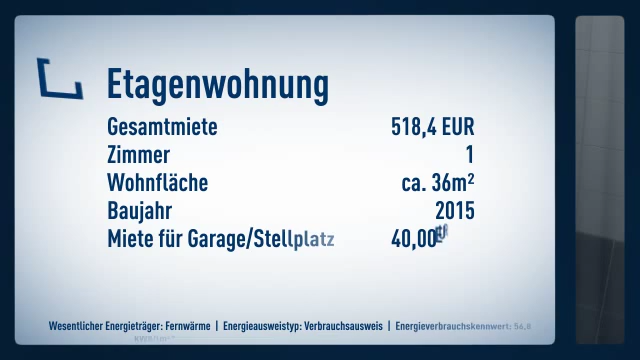 Etagenwohnung
Gesamtmiete 518,4 EUR
Zimmer 1
Wohnfläche ca. 36m²
Baujahr 2015
Miete für Garage/Stellplatz 40,00
Wesentlicher Energieträger: Fernwärme | Energieausweistyp: Verbrauchsausweis | Energieverbrauchskennwert: 56,8